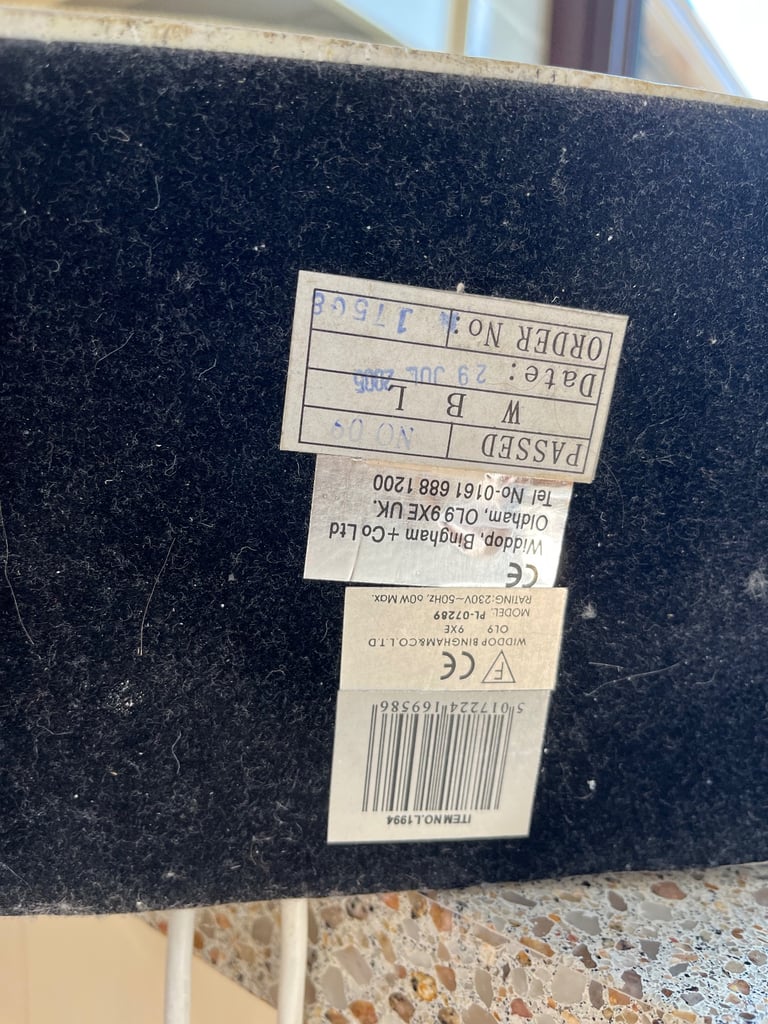 ITEM NO.L1994
5 017224 169586
F CE
WIDDOP BINGHAM&CO.L.T.D
OL9 9XE
MODEL. PL-07289
RATING:230V~50Hz, 60W Max.
CE
Widdop, Bingham + Co Ltd
Oldham, OL9 9XE UK.
Tel No-0161 688 1200
PASSED NO 09
W B L
Date: 29 JUL 2005
ORDER No: